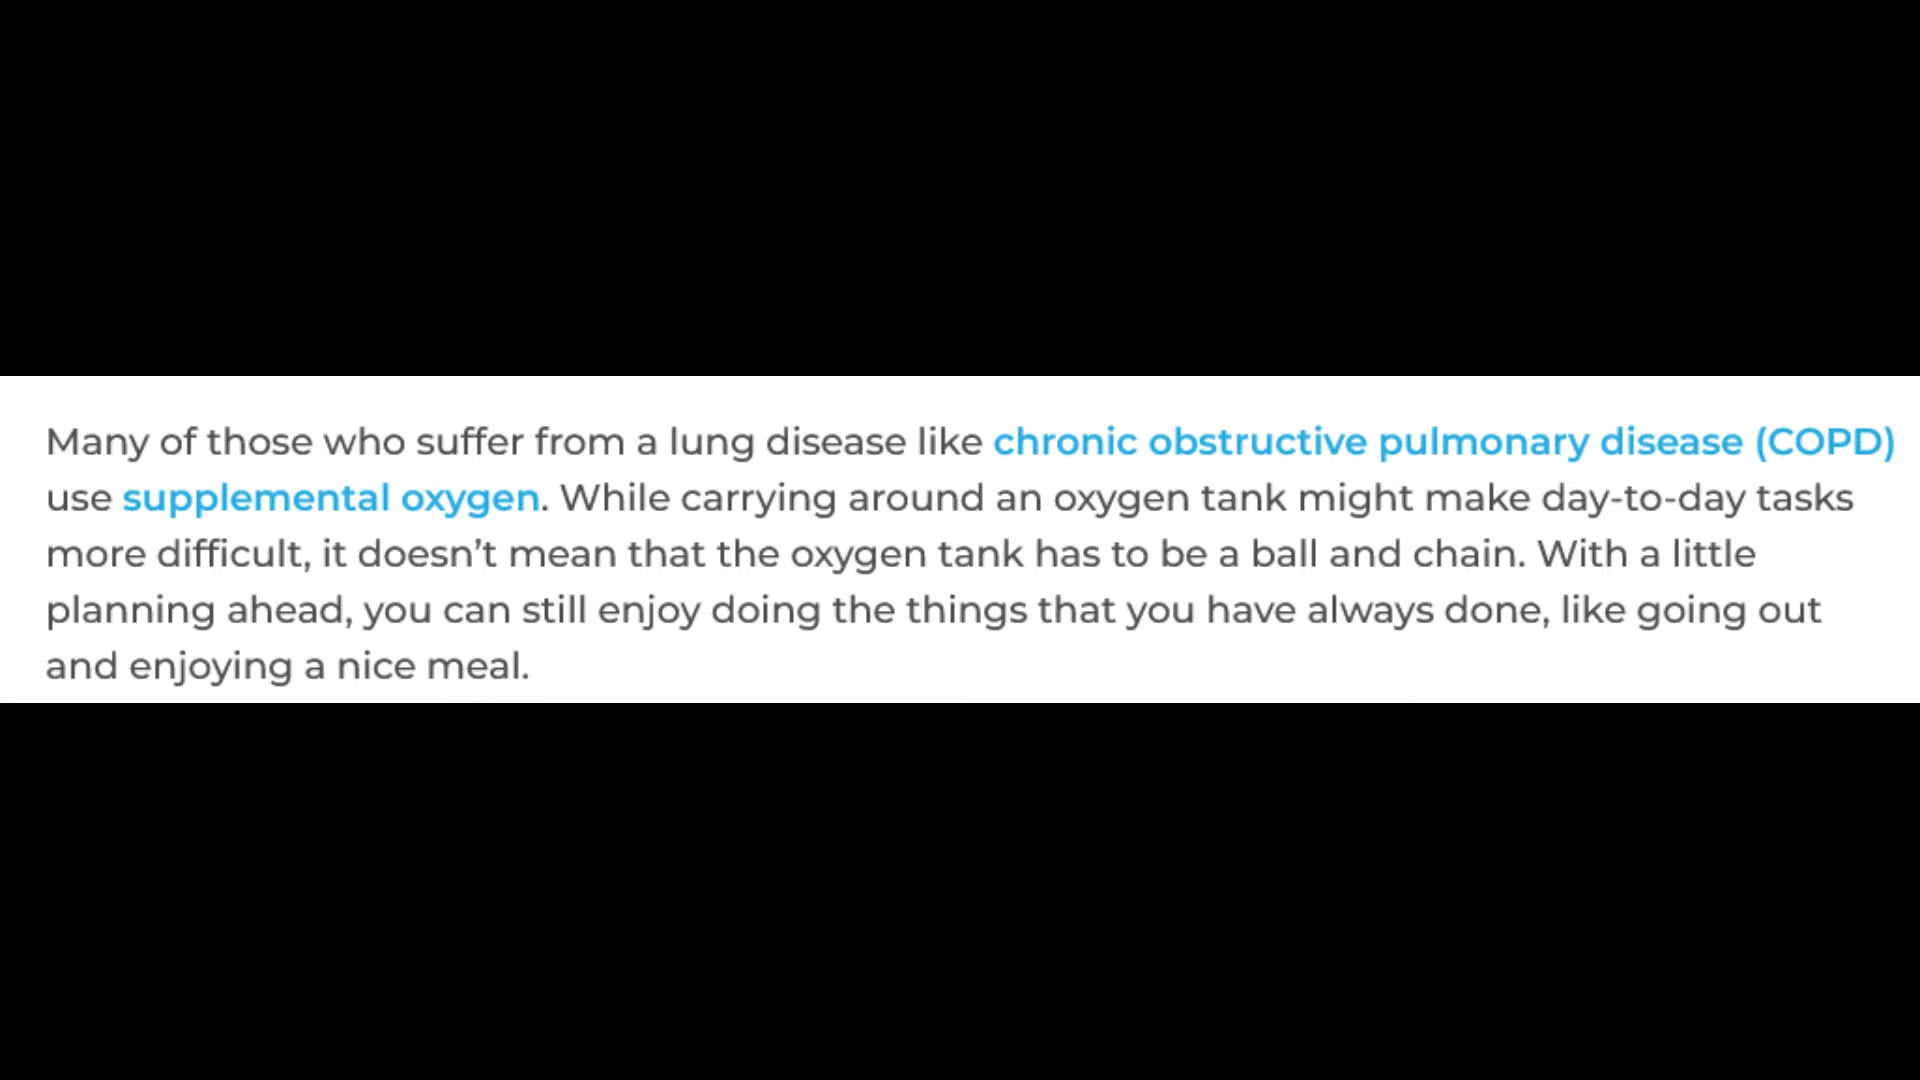 Many of those who suffer from a lung disease like chronic obstructive pulmonary disease (COPD)
use supplemental oxygen. While carrying around an oxygen tank might make day-to-day tasks
more difficult, it doesn’t mean that the oxygen tank has to be a ball and chain. With a little
planning ahead, you can still enjoy doing the things that you have always done, like going out
and enjoying a nice meal.